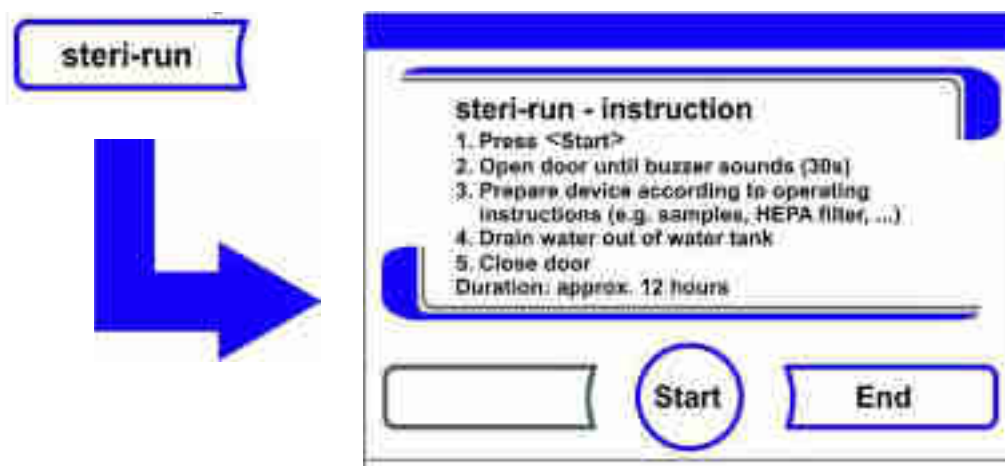 steri-run
steri-run - instruction
1. Press <Start>
2. Open door until buzzer sounds (30s)
3. Prepare device according to operating
instructions (e.g. samples, HEPA filter, ...)
4. Drain water out of water tank
5. Close door
Duration: approx. 12 hours
Start
End